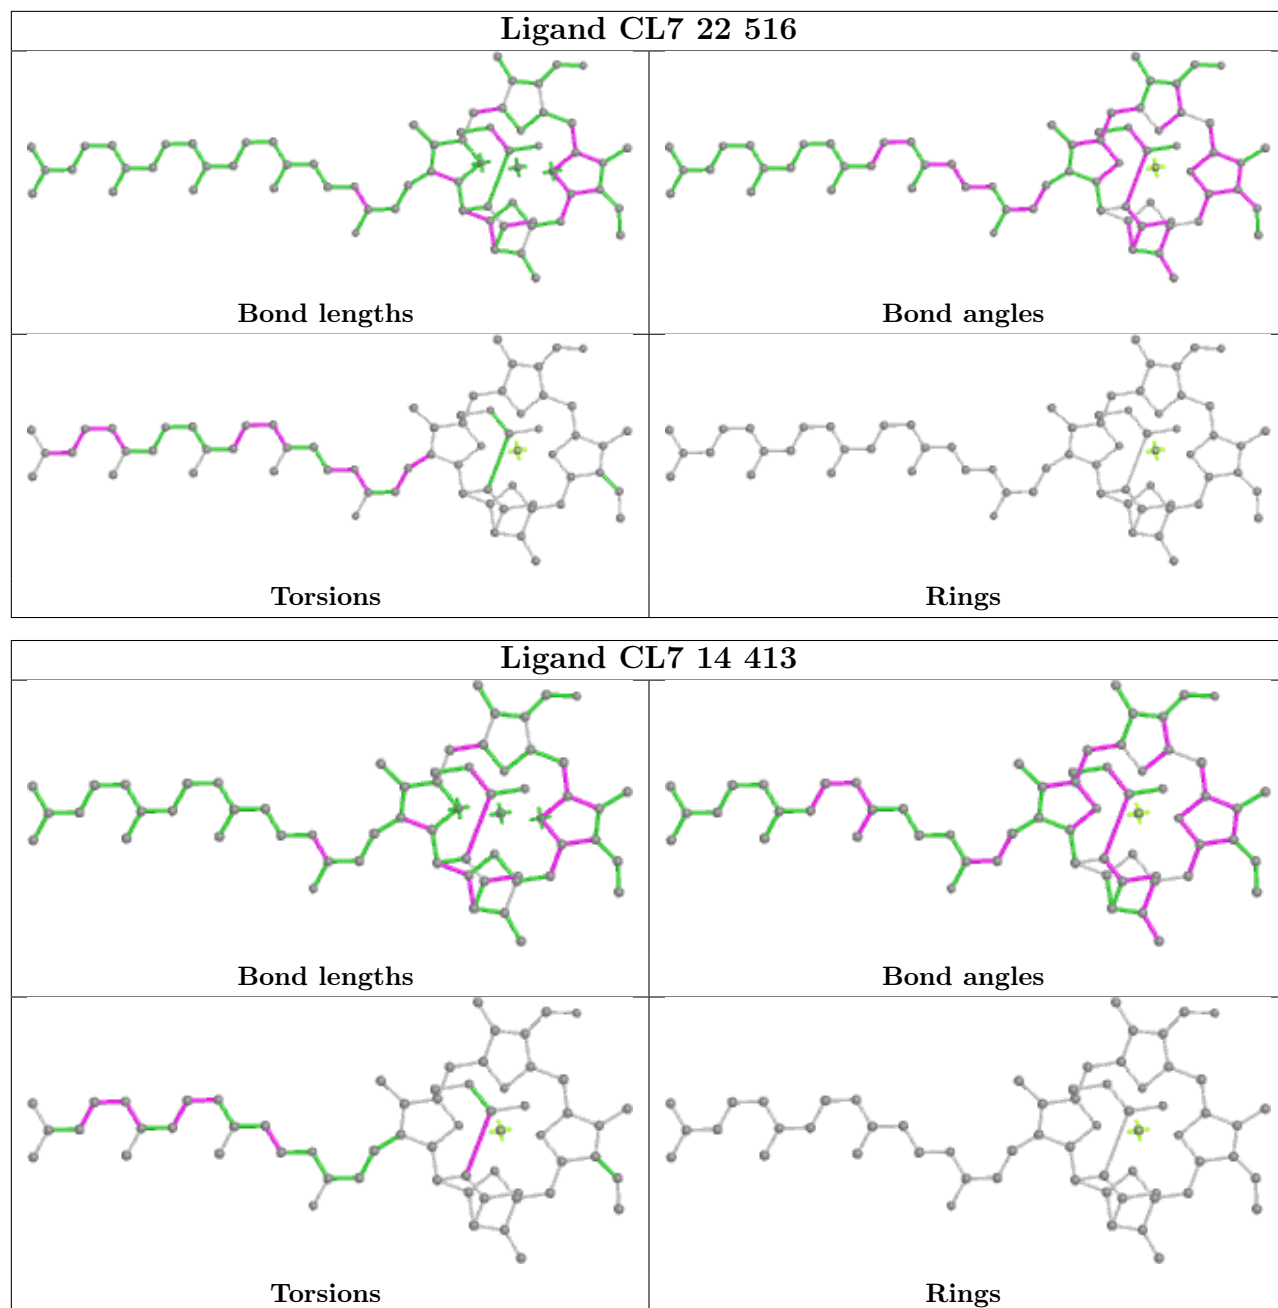 Ligand CL7 22 516
Bond lengths
Bond angles
Torsions
Rings
Ligand CL7 14 413
Bond lengths
Bond angles
Torsions
Rings